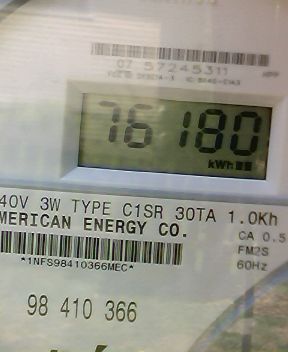 07 57245311
76180
kWh
40V 3W TYPE C1SR 30TA 1.0Kh
MERICAN ENERGY CO.
CA 0.5
*1NFS98410366MEC*
FM2S
60Hz
98 410 366